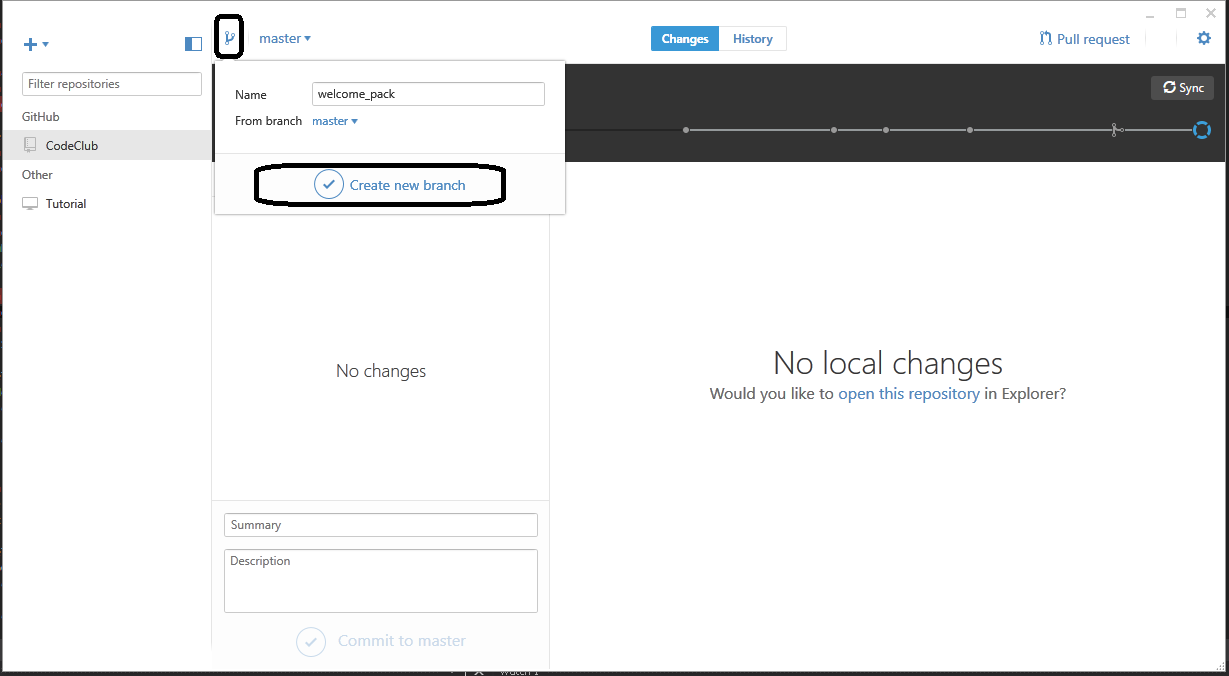 master
Changes
History
Pull request
Filter repositories
GitHub
CodeClub
Other
Tutorial
Name
welcome_pack
From branch
master
Create new branch
Sync
No changes
No local changes
Would you like to open this repository in Explorer?
Summary
Description
Commit to master